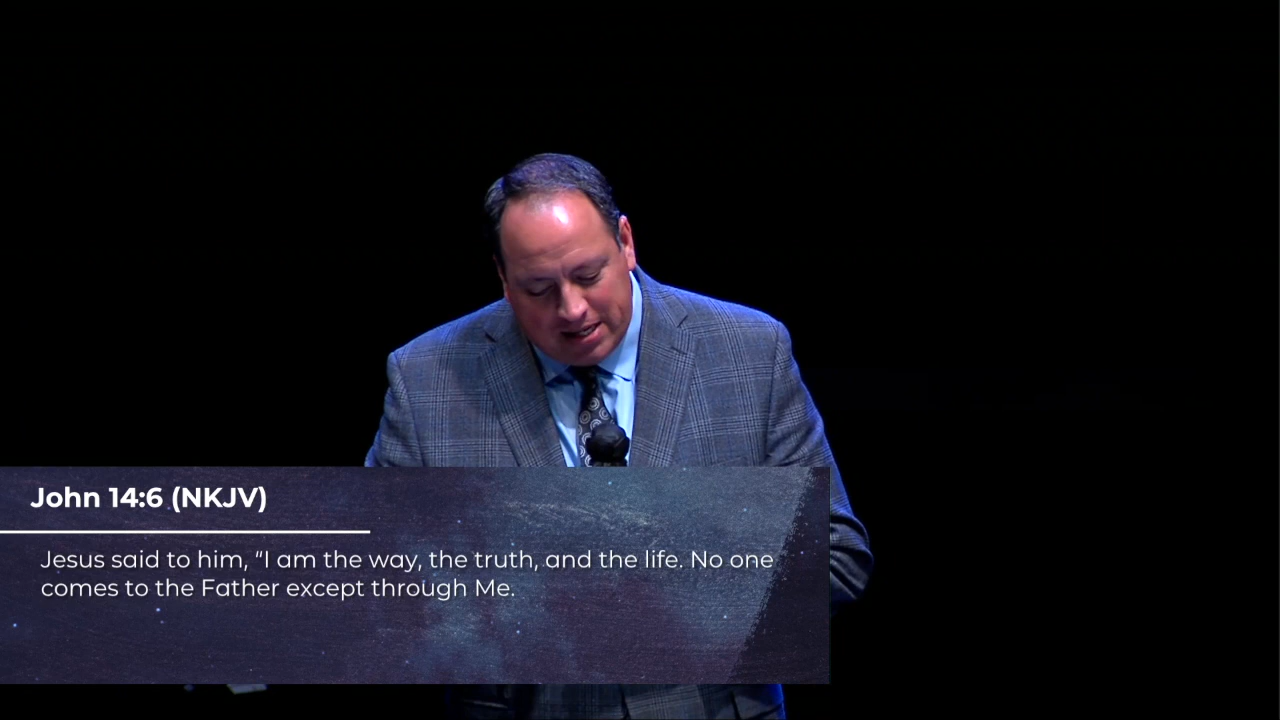 John 14:6 (NKJV)
Jesus said to him, “I am the way, the truth, and the life. No one
comes to the Father except through Me.